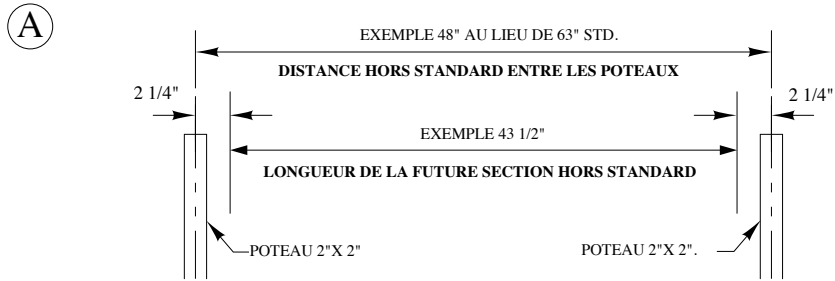 A
EXEMPLE 48" AU LIEU DE 63" STD.
DISTANCE HORS STANDARD ENTRE LES POTEAUX
2 1/4"
2 1/4"
EXEMPLE 43 1/2"
LONGUEUR DE LA FUTURE SECTION HORS STANDARD
POTEAU 2"X 2"
POTEAU 2"X 2".